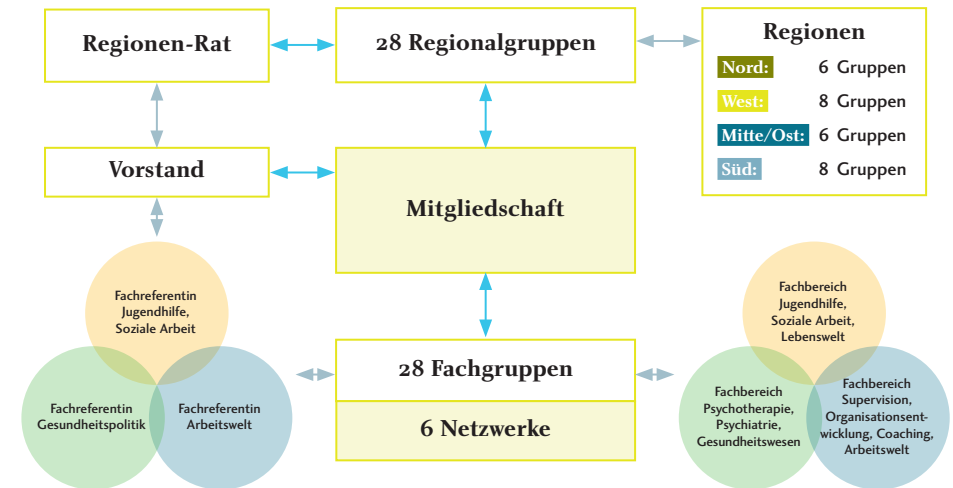 Regionen-Rat
28 Regionalgruppen
Regionen
Nord: 6 Gruppen
West: 8 Gruppen
Mitte/Ost: 6 Gruppen
Süd: 8 Gruppen
Vorstand
Mitgliedschaft
Fachreferentin
Jugendhilfe,
Soziale Arbeit
Fachreferentin
Gesundheitspolitik
Fachreferentin
Arbeitswelt
28 Fachgruppen
6 Netzwerke
Fachbereich
Jugendhilfe,
Soziale Arbeit,
Lebenswelt
Fachbereich
Psychotherapie,
Psychiatrie,
Gesundheitswesen
Fachbereich
Supervision,
Organisationsent-
wicklung, Coaching,
Arbeitswelt